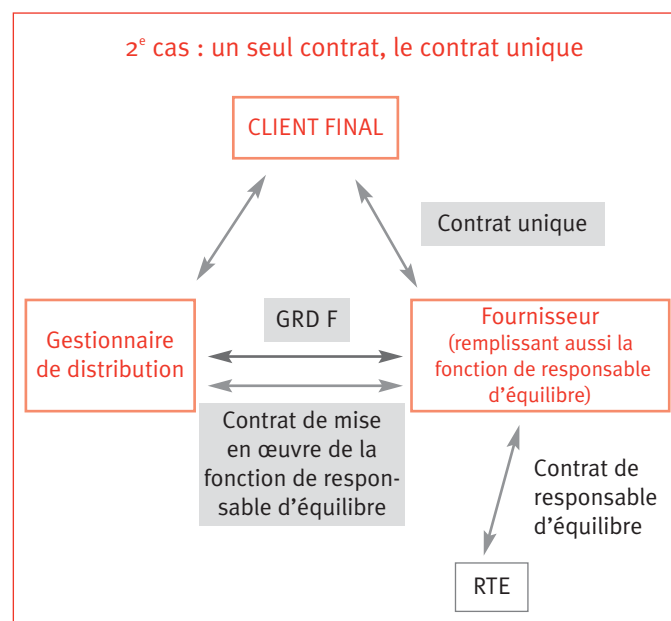 2e cas : un seul contrat, le contrat unique
CLIENT FINAL
Contrat unique
GRD F
Gestionnaire
de distribution
Fournisseur
(remplissant aussi la
fonction de responsable
d'équilibre)
Contrat de mise
en œuvre de la
fonction de respon-
sable d'équilibre
Contrat de
responsable
d'équilibre
RTE